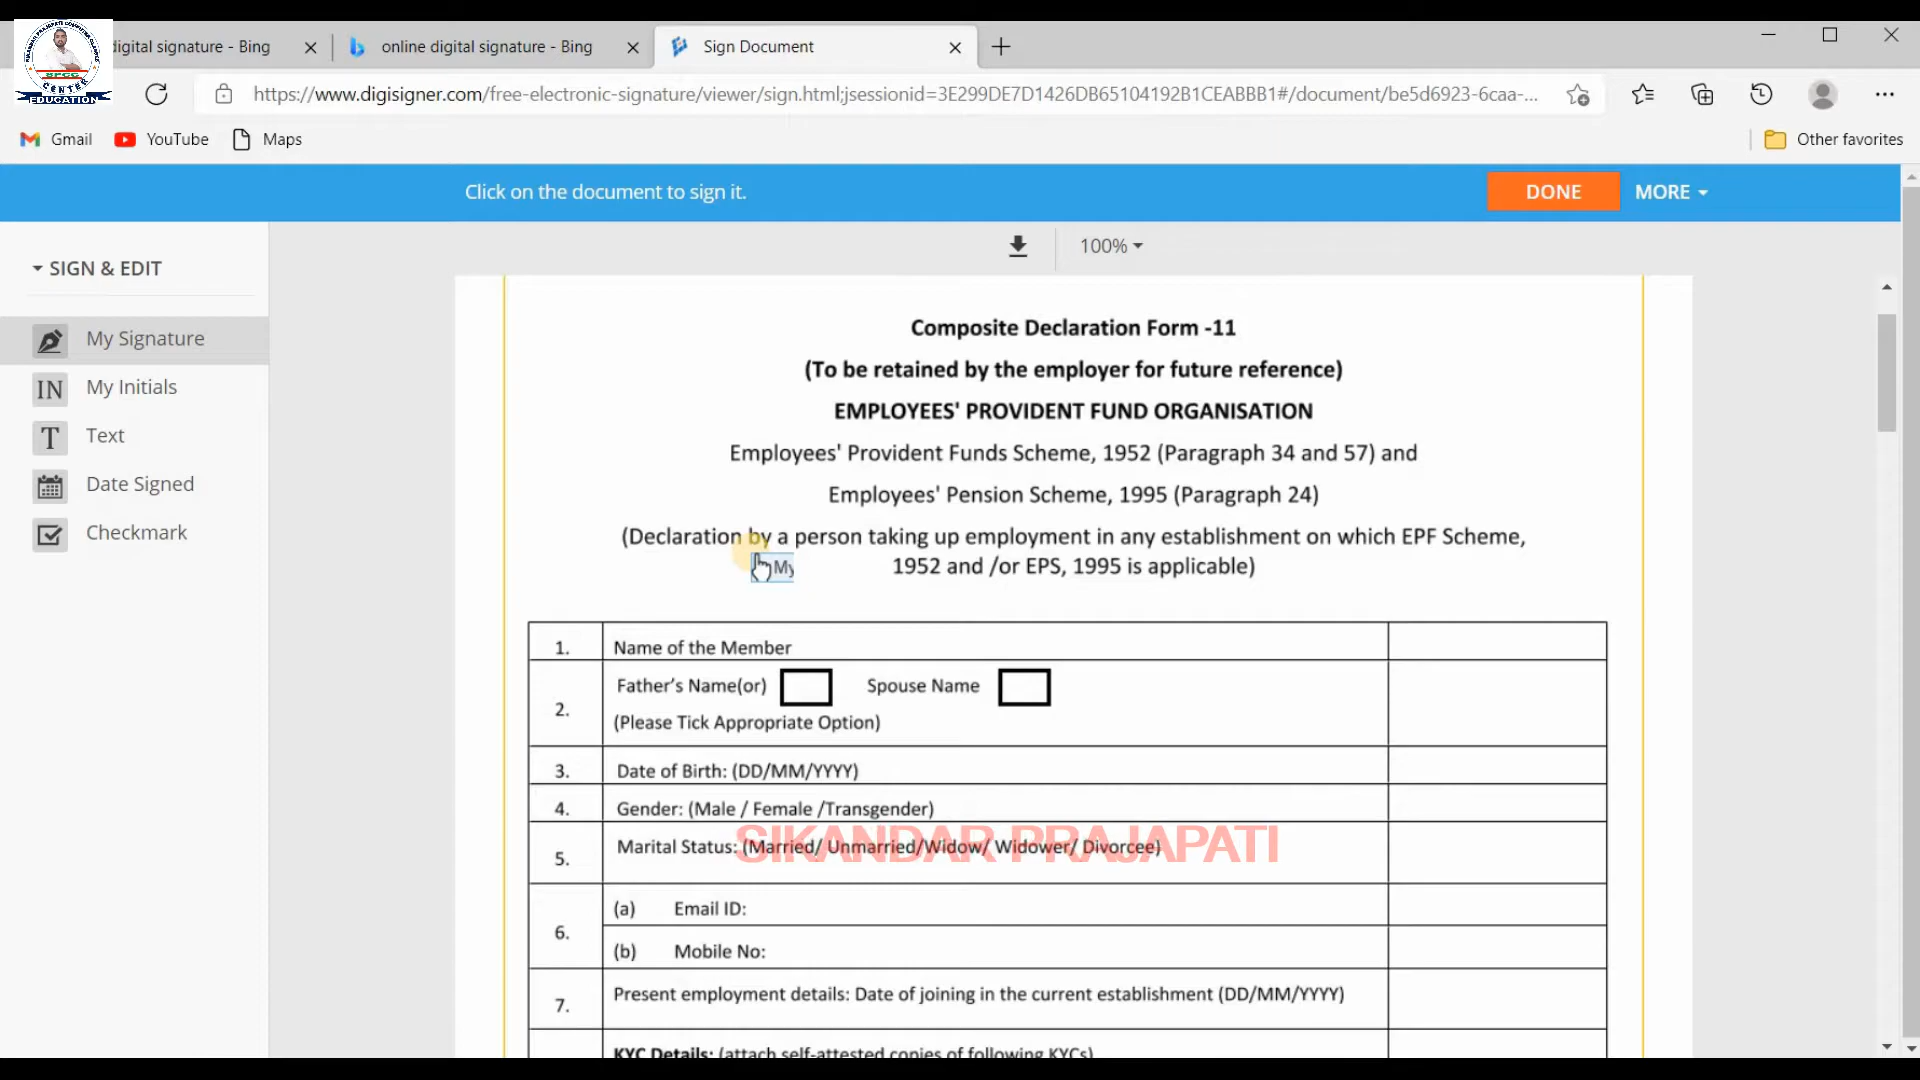 digital signature - Bing
online digital signature - Bing
Sign Document
SPCC
CENTER
EDUCATION
https://www.digisigner.com/free-electronic-signature/viewer/sign.html;jsessionid=3E299DE7D1426DB65104192B1CEABBB1#/document/be5d6923-6caa-...
Gmail
YouTube
Maps
Other favorites
Click on the document to sign it.
DONE
MORE
100%
SIGN & EDIT
My Signature
IN My Initials
T Text
Date Signed
Checkmark
Composite Declaration Form -11
(To be retained by the employer for future reference)
EMPLOYEES' PROVIDENT FUND ORGANISATION
Employees' Provident Funds Scheme, 1952 (Paragraph 34 and 57) and
Employees' Pension Scheme, 1995 (Paragraph 24)
(Declaration by a person taking up employment in any establishment on which EPF Scheme,
1952 and /or EPS, 1995 is applicable)
My
1. Name of the Member
2. Father's Name(or) Spouse Name
(Please Tick Appropriate Option)
3. Date of Birth: (DD/MM/YYYY)
4. Gender: (Male / Female /Transgender)
5. Marital Status: (Married/ Unmarried/Widow/ Widower/ Divorcee)
SIKANDAR PRAJAPATI
6. (a) Email ID:
(b) Mobile No:
7. Present employment details: Date of joining in the current establishment (DD/MM/YYYY)
KYC Details: (attach self-attested copies of following KYCs)